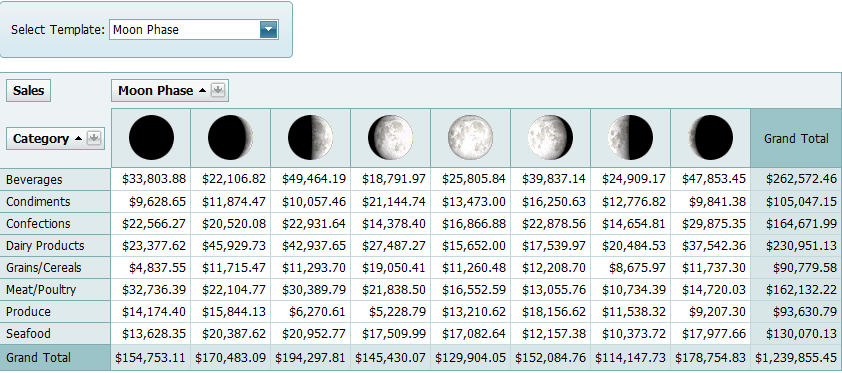 Select Template: Moon Phase
Sales Moon Phase
Category Grand Total
Beverages $33,803.88 $22,106.82 $49,464.19 $18,791.97 $25,805.84 $39,837.14 $24,909.17 $47,853.45 $262,572.46
Condiments $9,628.65 $11,874.47 $10,057.46 $21,144.74 $13,473.00 $16,250.63 $12,776.82 $9,841.38 $105,047.15
Confections $22,566.27 $20,520.08 $22,931.64 $14,378.40 $16,866.88 $22,878.56 $14,654.81 $29,875.35 $164,671.99
Dairy Products $23,377.62 $45,929.73 $42,937.65 $27,487.27 $15,652.00 $17,539.97 $20,484.53 $37,542.36 $230,951.13
Grains/Cereals $4,837.55 $11,715.47 $11,293.70 $19,050.41 $11,260.48 $12,208.70 $8,675.97 $11,737.30 $90,779.58
Meat/Poultry $32,736.39 $22,104.77 $30,389.79 $21,838.50 $16,552.59 $13,055.76 $10,734.39 $14,720.03 $162,132.22
Produce $14,174.40 $15,844.13 $6,270.61 $5,228.79 $13,210.62 $18,156.62 $11,538.32 $9,207.30 $93,630.79
Seafood $13,628.35 $20,387.62 $20,952.77 $17,509.99 $17,082.64 $12,157.38 $10,373.72 $17,977.66 $130,070.13
Grand Total $154,753.11 $170,483.09 $194,297.81 $145,430.07 $129,904.05 $152,084.76 $114,147.73 $178,754.83 $1,239,855.45